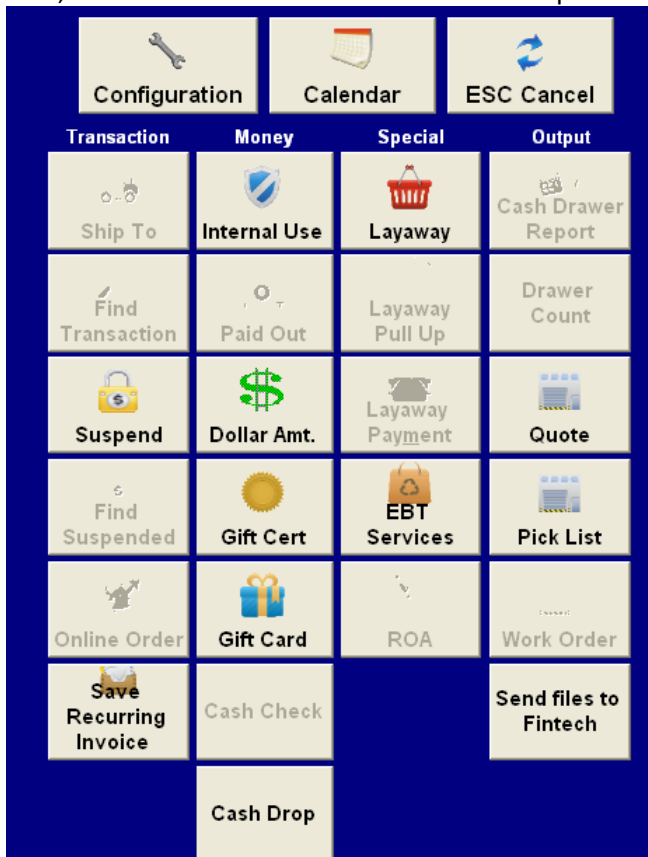 Configuration
Calendar
ESC Cancel
Transaction
Money
Special
Output
Ship To
Internal Use
Layaway
Cash Drawer
Report
Find
Transaction
Paid Out
Layaway
Pull Up
Drawer
Count
Suspend
Dollar Amt.
Layaway
Payment
Quote
Find
Suspended
Gift Cert
EBT
Services
Pick List
Online Order
Gift Card
ROA
Work Order
Save
Recurring
Invoice
Cash Check
Send files to
Fintech
Cash Drop